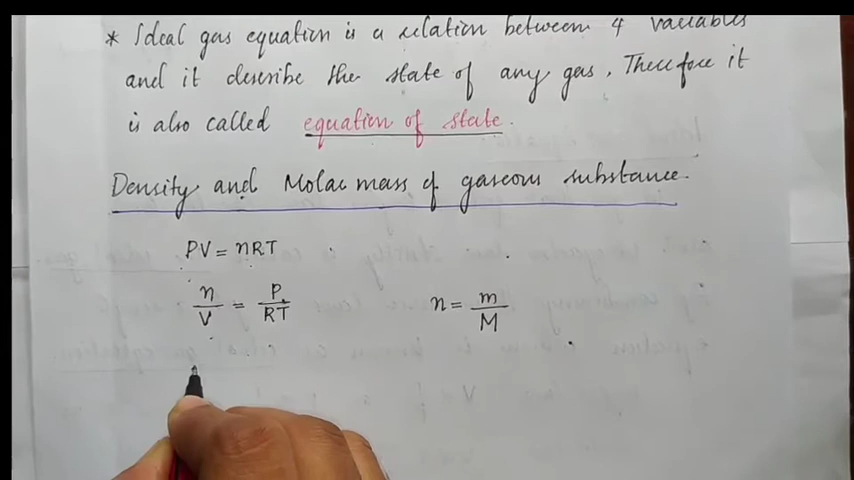 * Ideal gas equation is a relation between 4 variables
and it describe the state of any gas, Therefore it
is also called equation of state.
Density and Molar mass of gaseous substance.
PV = nRT
n/V = P/RT
n = m/M